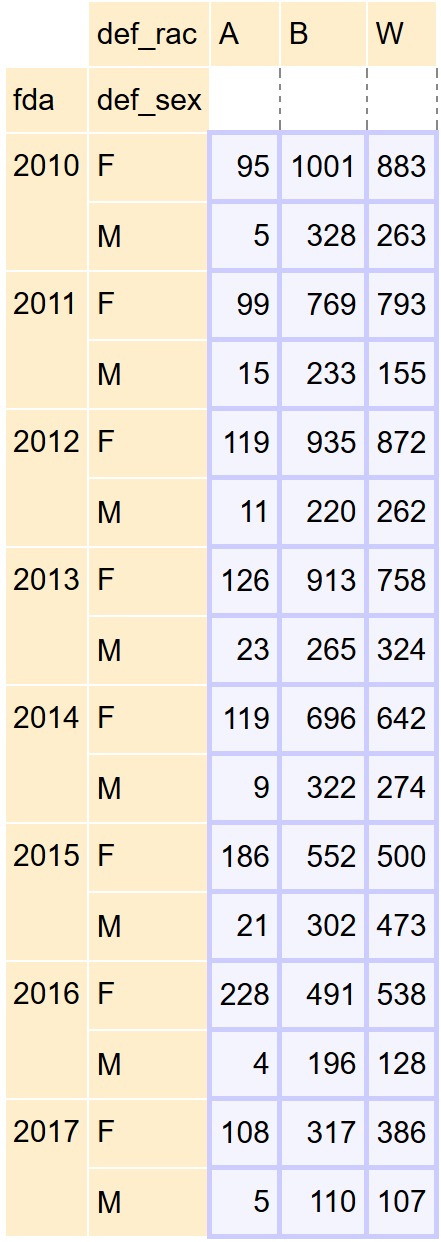 def_rac A B W
fda def_sex
2010 F 95 1001 883
M 5 328 263
2011 F 99 769 793
M 15 233 155
2012 F 119 935 872
M 11 220 262
2013 F 126 913 758
M 23 265 324
2014 F 119 696 642
M 9 322 274
2015 F 186 552 500
M 21 302 473
2016 F 228 491 538
M 4 196 128
2017 F 108 317 386
M 5 110 107